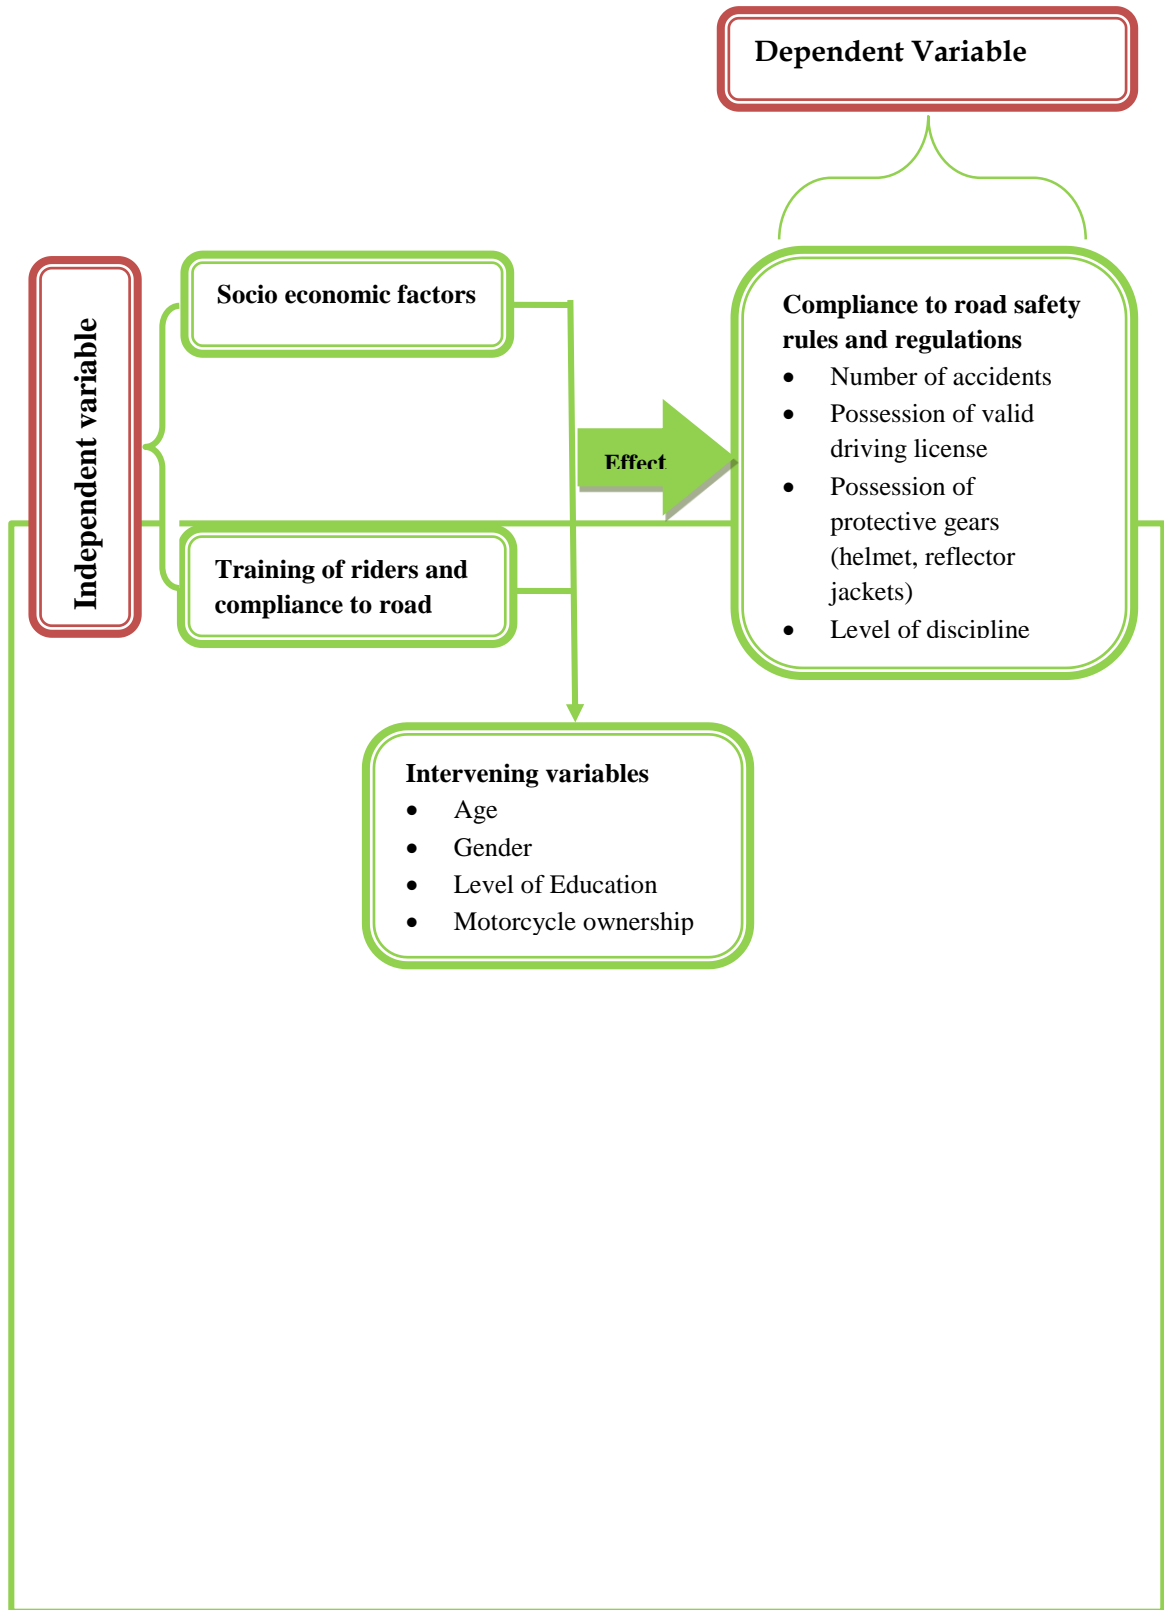 Dependent Variable
Independent variable
Socio economic factors
Training of riders and
compliance to road
Effect
Compliance to road safety
rules and regulations
• Number of accidents
• Possession of valid
driving license
• Possession of
protective gears
(helmet, reflector
jackets)
• Level of discipline
Intervening variables
• Age
• Gender
• Level of Education
• Motorcycle ownership